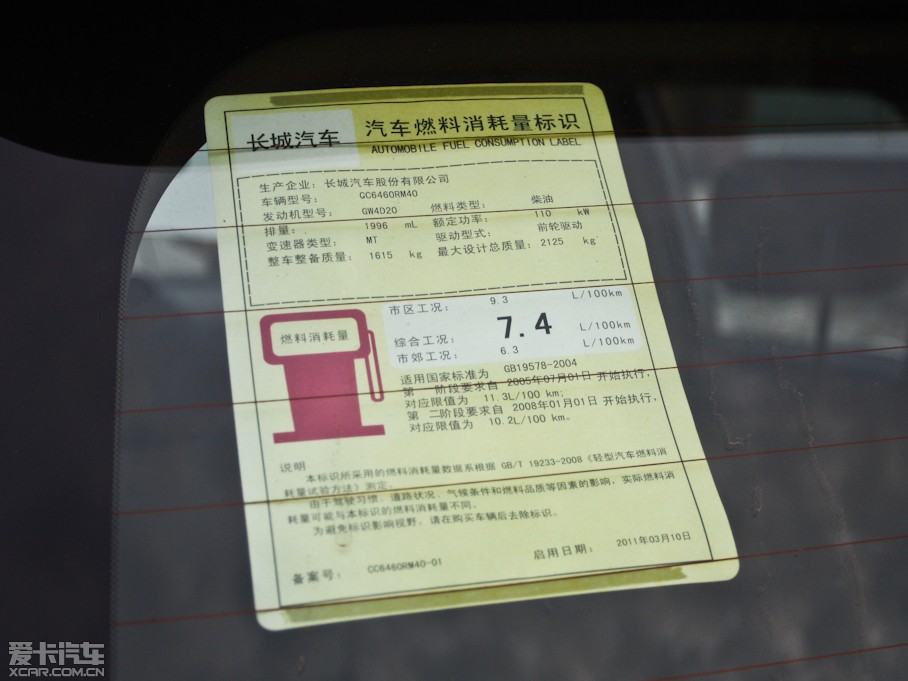 长城汽车
汽车燃料消耗量标识
AUTOMOBILE FUEL CONSUMPTION LABEL
生产企业: 长城汽车股份有限公司
车辆型号: CC6460RM40
发动机型号: GW4D20 燃料类型: 柴油
排量: 1996 mL 额定功率: 110 kW
变速器类型: MT 驱动型式: 前轮驱动
整车整备质量: 1615 kg 最大设计总质量: 2125 kg
燃料消耗量
市区工况: 9.3 L/100km
综合工况: 7.4 L/100km
市郊工况: 6.3 L/100km
适用国家标准为 GB19578-2004
第一阶段要求自 2005年07月01日 开始执行,
对应限值为 11.3L/100 km;
第二阶段要求自 2008年01月01日 开始执行,
对应限值为 10.2L/100 km。
说明
本标识所采用的燃料消耗量数据系根据 GB/T 19233-2008《轻型汽车燃料消
耗量试验方法》测定。
由于驾驶习惯、道路状况、气候条件和燃料品质等因素的影响, 实际燃料消
耗量可能与本标识的燃料消耗量不同。
为避免标识影响视野, 请在购买车辆后去除标识。
备案号: CC6460RM40-01 启用日期: 2011年03月10日
爱卡汽车
XCAR.COM.CN